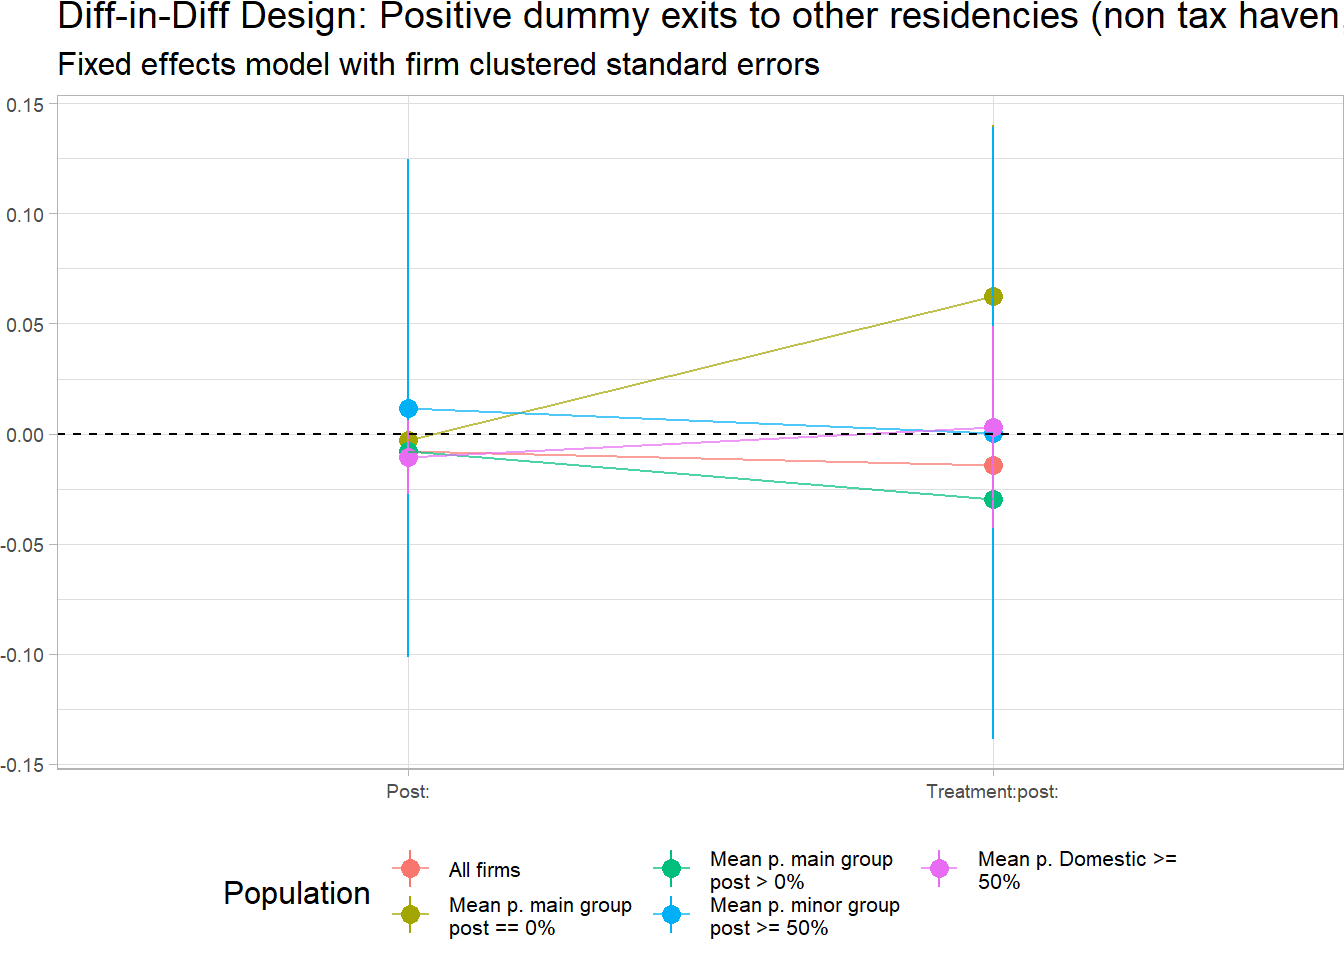 Diff-in-Diff Design: Positive dummy exits to other residencies (non tax haven
Fixed effects model with firm clustered standard errors
0.15
0.10
0.05
0.00
-0.05
-0.10
-0.15
Post:
Treatment:post:
Population
All firms
Mean p. main group
post == 0%
Mean p. main group
post > 0%
Mean p. minor group
post >= 50%
Mean p. Domestic >=
50%